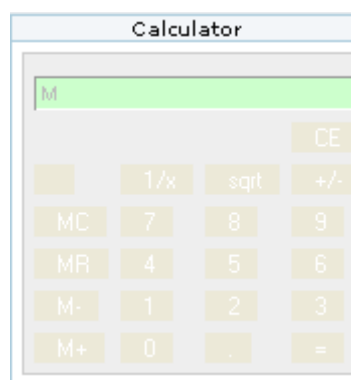 Calculator
M
CE
1/x sqrt +/-
MC 7 8 9
MR 4 5 6
M- 1 2 3
M+ 0 . =